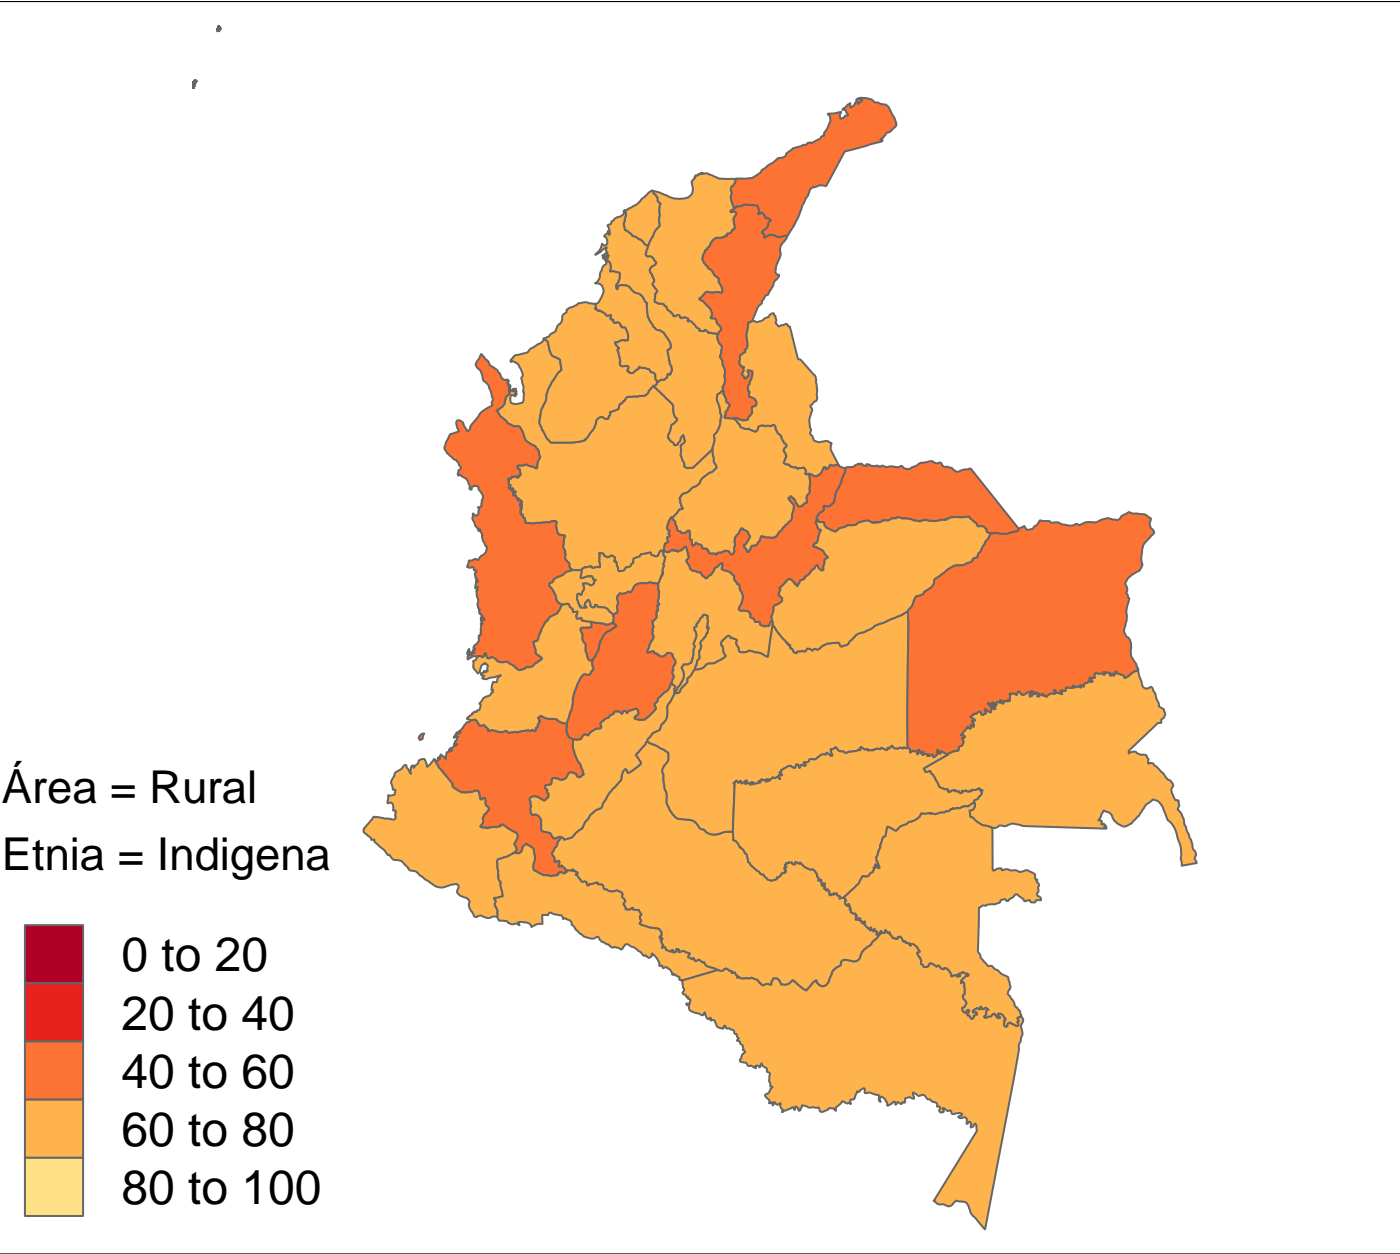 Área = Rural
Etnia = Indigena
0 to 20
20 to 40
40 to 60
60 to 80
80 to 100